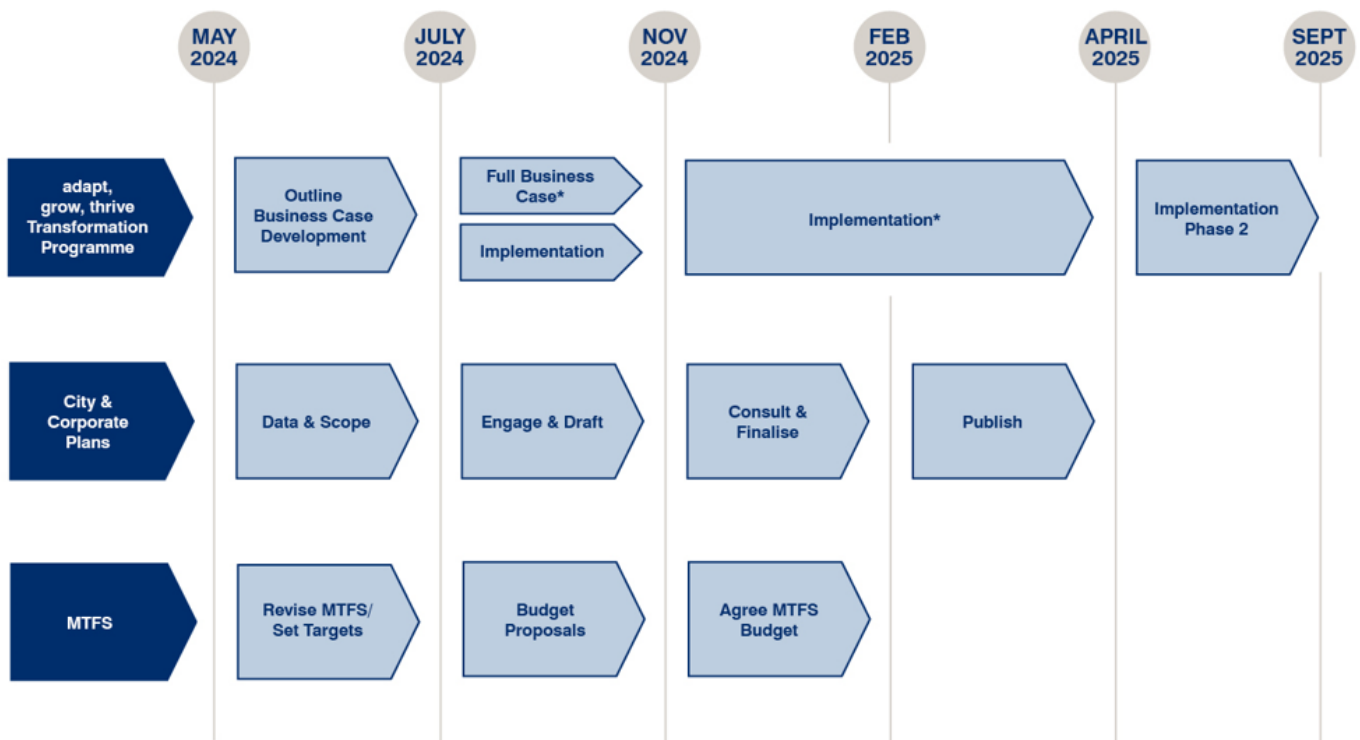 MAY
2024
JULY
2024
NOV
2024
FEB
2025
APRIL
2025
SEPT
2025
adapt,
grow, thrive
Transformation
Programme
Outline
Business Case
Development
Full Business
Case*
Implementation
Implementation*
Implementation
Phase 2
City &
Corporate
Plans
Data & Scope
Engage & Draft
Consult &
Finalise
Publish
MTFS
Revise MTFS/
Set Targets
Budget
Proposals
Agree MTFS
Budget